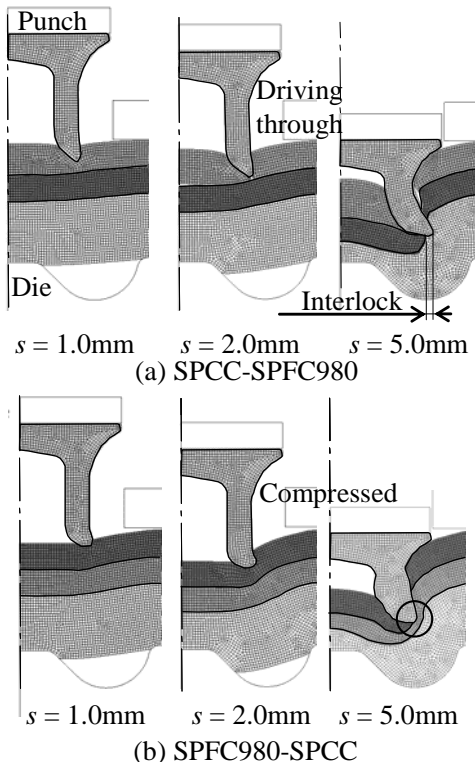 Punch
Driving
through
Die
Interlock
s = 1.0mm s = 2.0mm s = 5.0mm
(a) SPCC-SPFC980
Compressed
s = 1.0mm s = 2.0mm s = 5.0mm
(b) SPFC980-SPCC